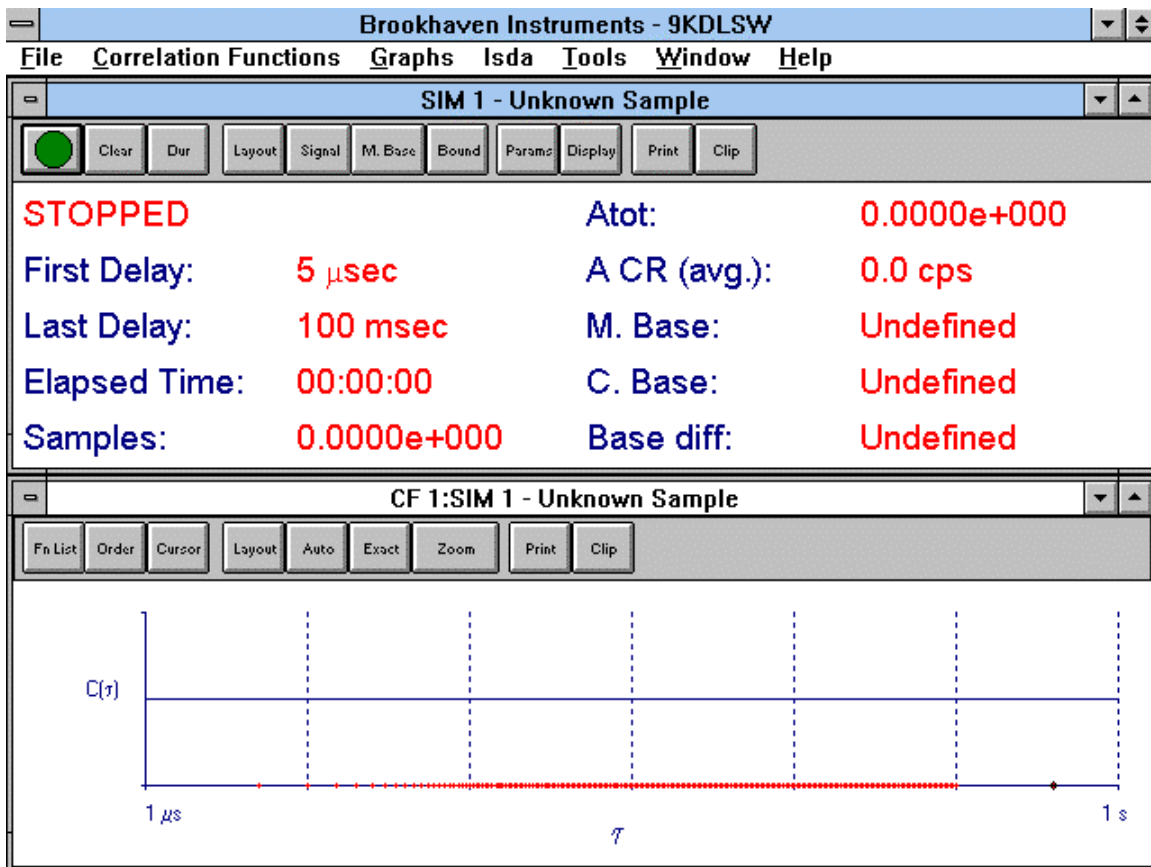 Brookhaven Instruments - 9KDLSW
File Correlation Functions Graphs Isda Tools Window Help
SIM 1 - Unknown Sample
Clear Dur Layout Signal M. Base Bound Params Display Print Clip
STOPPED Atot: 0.0000e+000
First Delay: 5 μsec A CR (avg.): 0.0 cps
Last Delay: 100 msec M. Base: Undefined
Elapsed Time: 00:00:00 C. Base: Undefined
Samples: 0.0000e+000 Base diff: Undefined
CF 1:SIM 1 - Unknown Sample
Fn List Order Cursor Layout Auto Exact Zoom Print Clip
C(τ)
1 μs 1 s
τ